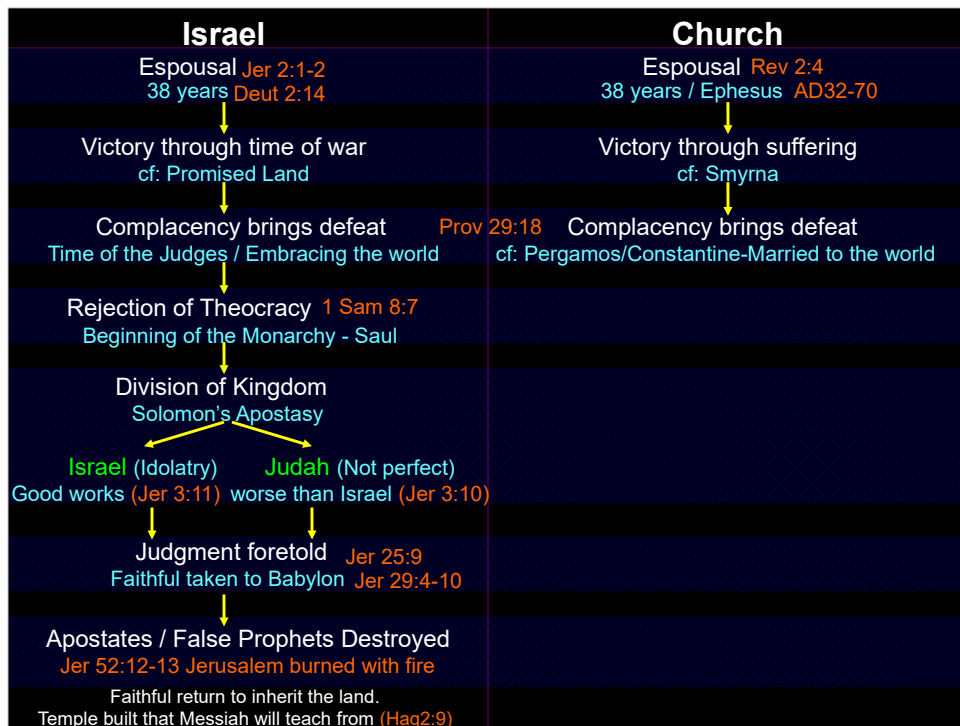 Israel
Espousal Jer 2:1-2
38 years Deut 2:14
Victory through time of war
cf: Promised Land
Complacency brings defeat
Time of the Judges / Embracing the world
Rejection of Theocracy 1 Sam 8:7
Beginning of the Monarchy - Saul
Division of Kingdom
Solomon's Apostasy
Israel (Idolatry)
Good works (Jer 3:11)
Judah (Not perfect)
worse than Israel (Jer 3:10)
Judgment foretold Jer 25:9
Faithful taken to Babylon Jer 29:4-10
Apostates / False Prophets Destroyed
Jer 52:12-13 Jerusalem burned with fire
Faithful return to inherit the land.
Temple built that Messiah will teach from (Hag2:9)
Church
Espousal Rev 2:4
38 years / Ephesus AD32-70
Victory through suffering
cf: Smyrna
Prov 29:18
Complacency brings defeat
cf: Pergamos/Constantine-Married to the world